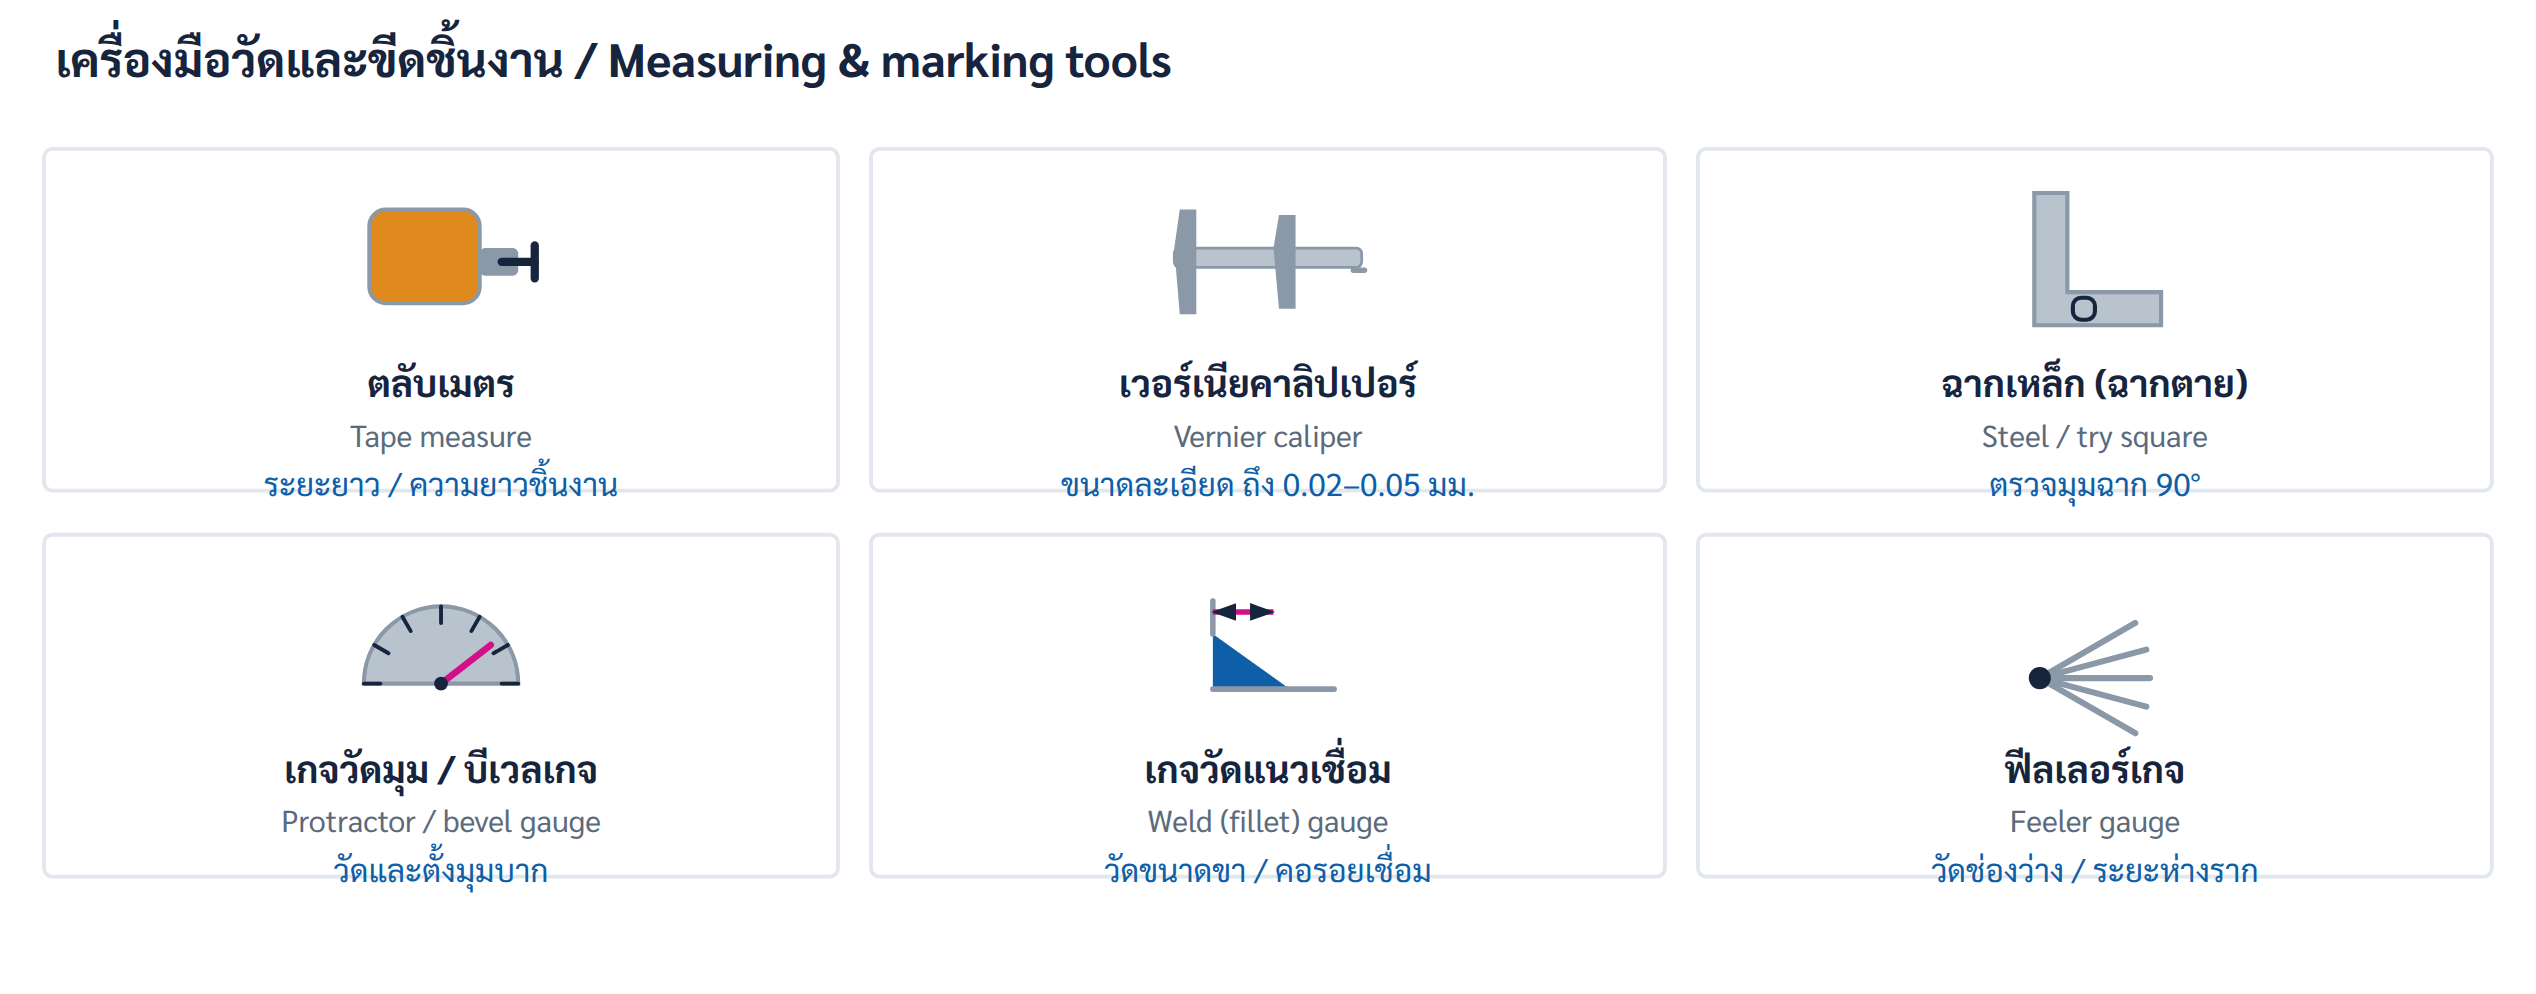 เครื่องมือวัดและขีดชิ้นงาน / Measuring & marking tools
ตลับเมตร
Tape measure
ระยะยาว / ความยาวชิ้นงาน
เวอร์เนียคาลิปเปอร์
Vernier caliper
ขนาดละเอียด ถึง 0.02–0.05 มม.
ฉากเหล็ก (ฉากตาย)
Steel / try square
ตรวจมุมฉาก 90°
เกจวัดมุม / บีเวลเกจ
Protractor / bevel gauge
วัดและตั้งมุมบาก
เกจวัดแนวเชื่อม
Weld (fillet) gauge
วัดขนาดขา / คอรอยเชื่อม
ฟีลเลอร์เกจ
Feeler gauge
วัดช่องว่าง / ระยะห่างราก